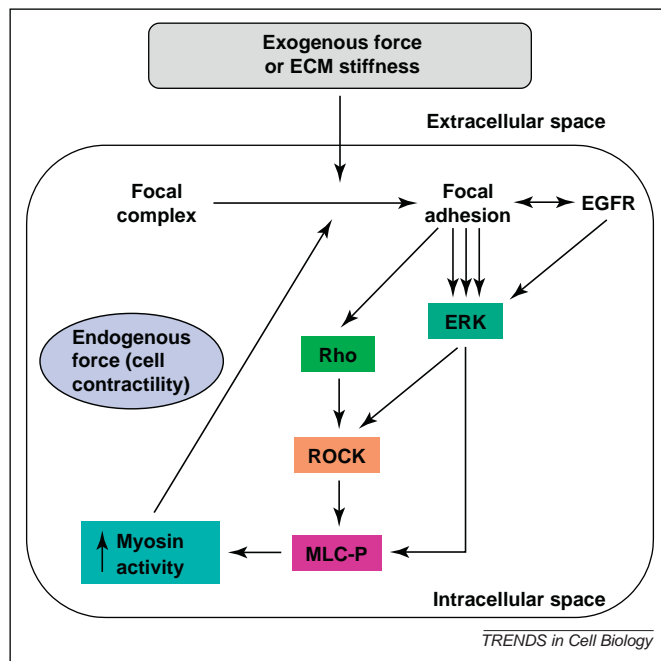 Exogenous force
or ECM stiffness
Extracellular space
Focal
complex
Focal
adhesion
EGFR
ERK
Endogenous
force (cell
contractility)
Rho
ROCK
Myosin
activity
MLC-P
Intracellular space
TRENDS in Cell Biology